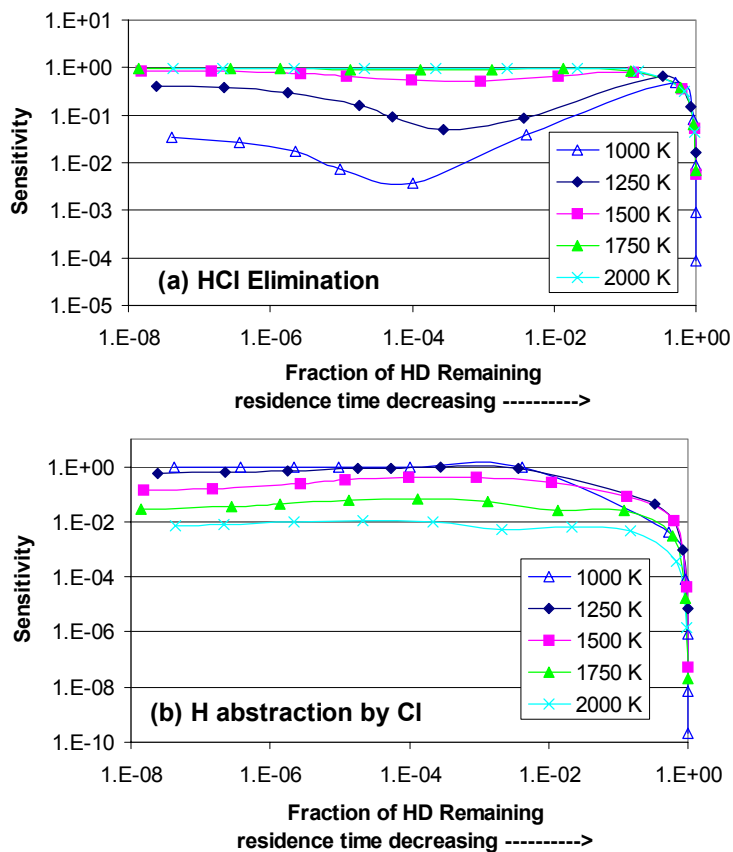 1.E+01
1.E+00
1.E-01
1.E-02
1.E-03
1.E-04
1.E-05
Sensitivity
1000 K
1250 K
1500 K
1750 K
2000 K
(a) HCl Elimination
1.E-08 1.E-06 1.E-04 1.E-02 1.E+00
Fraction of HD Remaining
residence time decreasing ---------->
1.E+00
1.E-02
1.E-04
1.E-06
1.E-08
1.E-10
Sensitivity
1000 K
1250 K
1500 K
1750 K
2000 K
(b) H abstraction by Cl
1.E-08 1.E-06 1.E-04 1.E-02 1.E+00
Fraction of HD Remaining
residence time decreasing ---------->